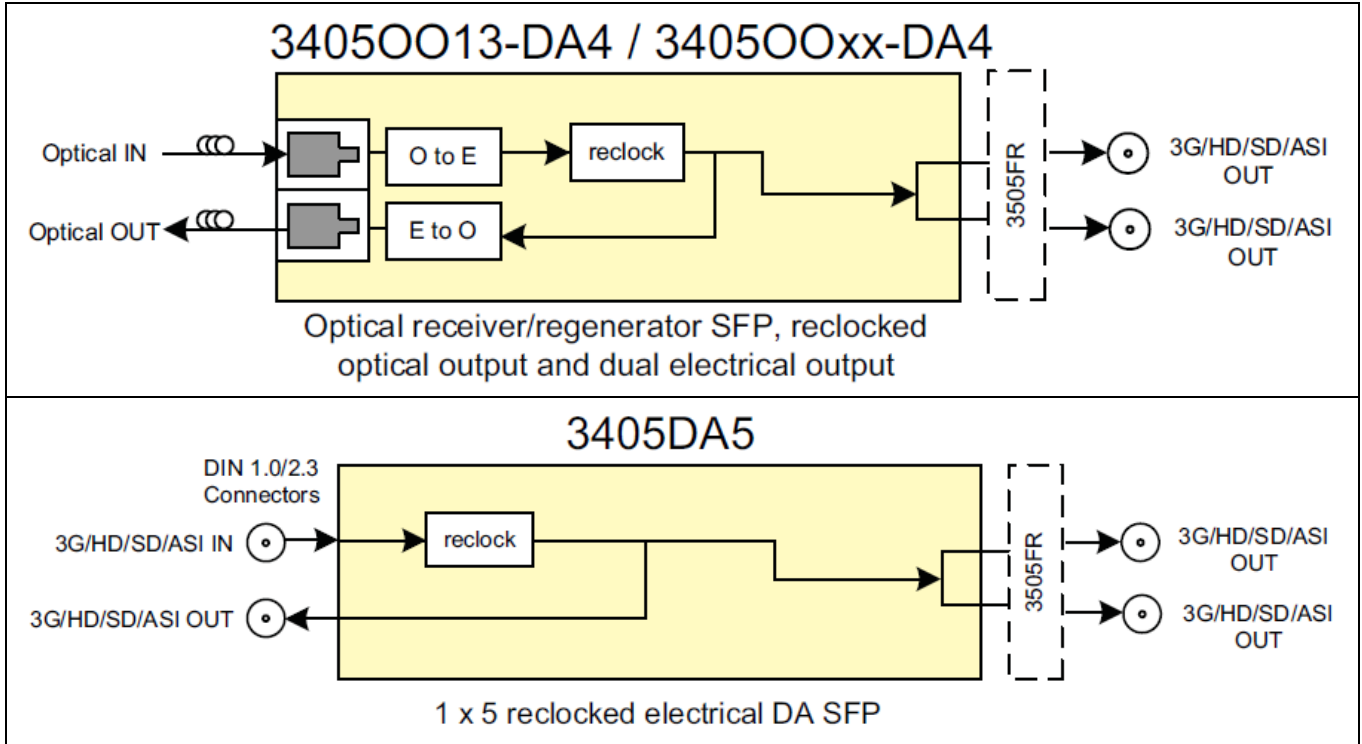 3405OO13-DA4 / 3405OOxx-DA4
Optical IN
O to E
reclock
3505FR
3G/HD/SD/ASI
OUT
Optical OUT
E to O
3G/HD/SD/ASI
OUT
Optical receiver/regenerator SFP, reclocked
optical output and dual electrical output
3405DA5
DIN 1.0/2.3
Connectors
3G/HD/SD/ASI IN
reclock
3505FR
3G/HD/SD/ASI
OUT
3G/HD/SD/ASI OUT
3G/HD/SD/ASI
OUT
1 x 5 reclocked electrical DA SFP